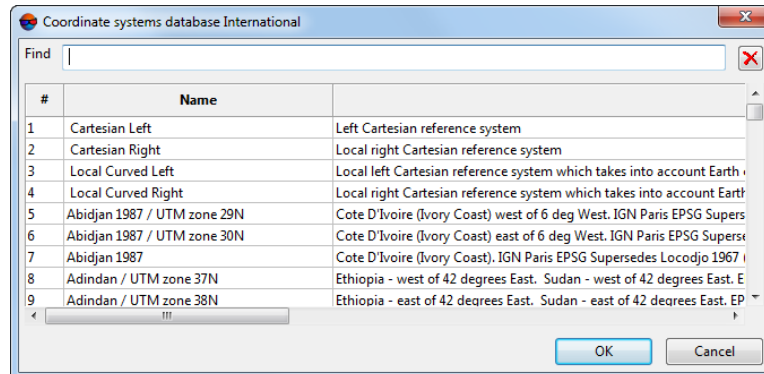 Coordinate systems database International
Find
# Name
1 Cartesian Left Left Cartesian reference system
2 Cartesian Right Local right Cartesian reference system
3 Local Curved Left Local left Cartesian reference system which takes into account Earth
4 Local Curved Right Local right Cartesian reference system which takes into account Earth
5 Abidjan 1987 / UTM zone 29N Cote D'Ivoire (Ivory Coast) west of 6 deg West. IGN Paris EPSG Supers
6 Abidjan 1987 / UTM zone 30N Cote D'Ivoire (Ivory Coast) east of 6 deg West. IGN Paris EPSG Superse
7 Abidjan 1987 Cote D'Ivoire (Ivory Coast). IGN Paris EPSG Supersedes Locodjo 1967 (
8 Adindan / UTM zone 37N Ethiopia - west of 42 degrees East. Sudan - west of 42 degrees East. E
9 Adindan / UTM zone 38N Ethiopia - east of 42 degrees East. Sudan - east of 42 degrees East. EP
OK Cancel